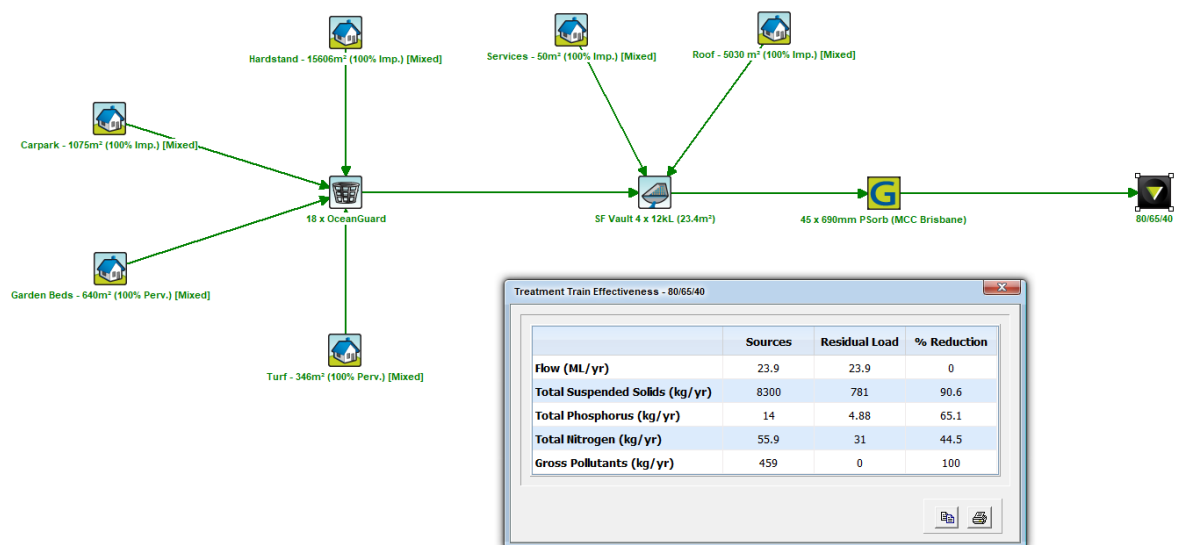 Hardstand - 15606m² (100% Imp.) [Mixed]
Services - 50m² (100% Imp.) [Mixed]
Roof - 5030 m² (100% Imp.) [Mixed]
Carpark - 1075m² (100% Imp.) [Mixed]
18 x OceanGuard
SF Vault 4 x 12kL (23.4m²)
G
45 x 690mm PSorb (MCC Brisbane)
80/65/40
Garden Beds - 640m² (100% Perv.) [Mixed]
Turf - 346m² (100% Perv.) [Mixed]
Treatment Train Effectiveness - 80/65/40
Sources Residual Load % Reduction
Flow (ML/yr) 23.9 23.9 0
Total Suspended Solids (kg/yr) 8300 781 90.6
Total Phosphorus (kg/yr) 14 4.88 65.1
Total Nitrogen (kg/yr) 55.9 31 44.5
Gross Pollutants (kg/yr) 459 0 100